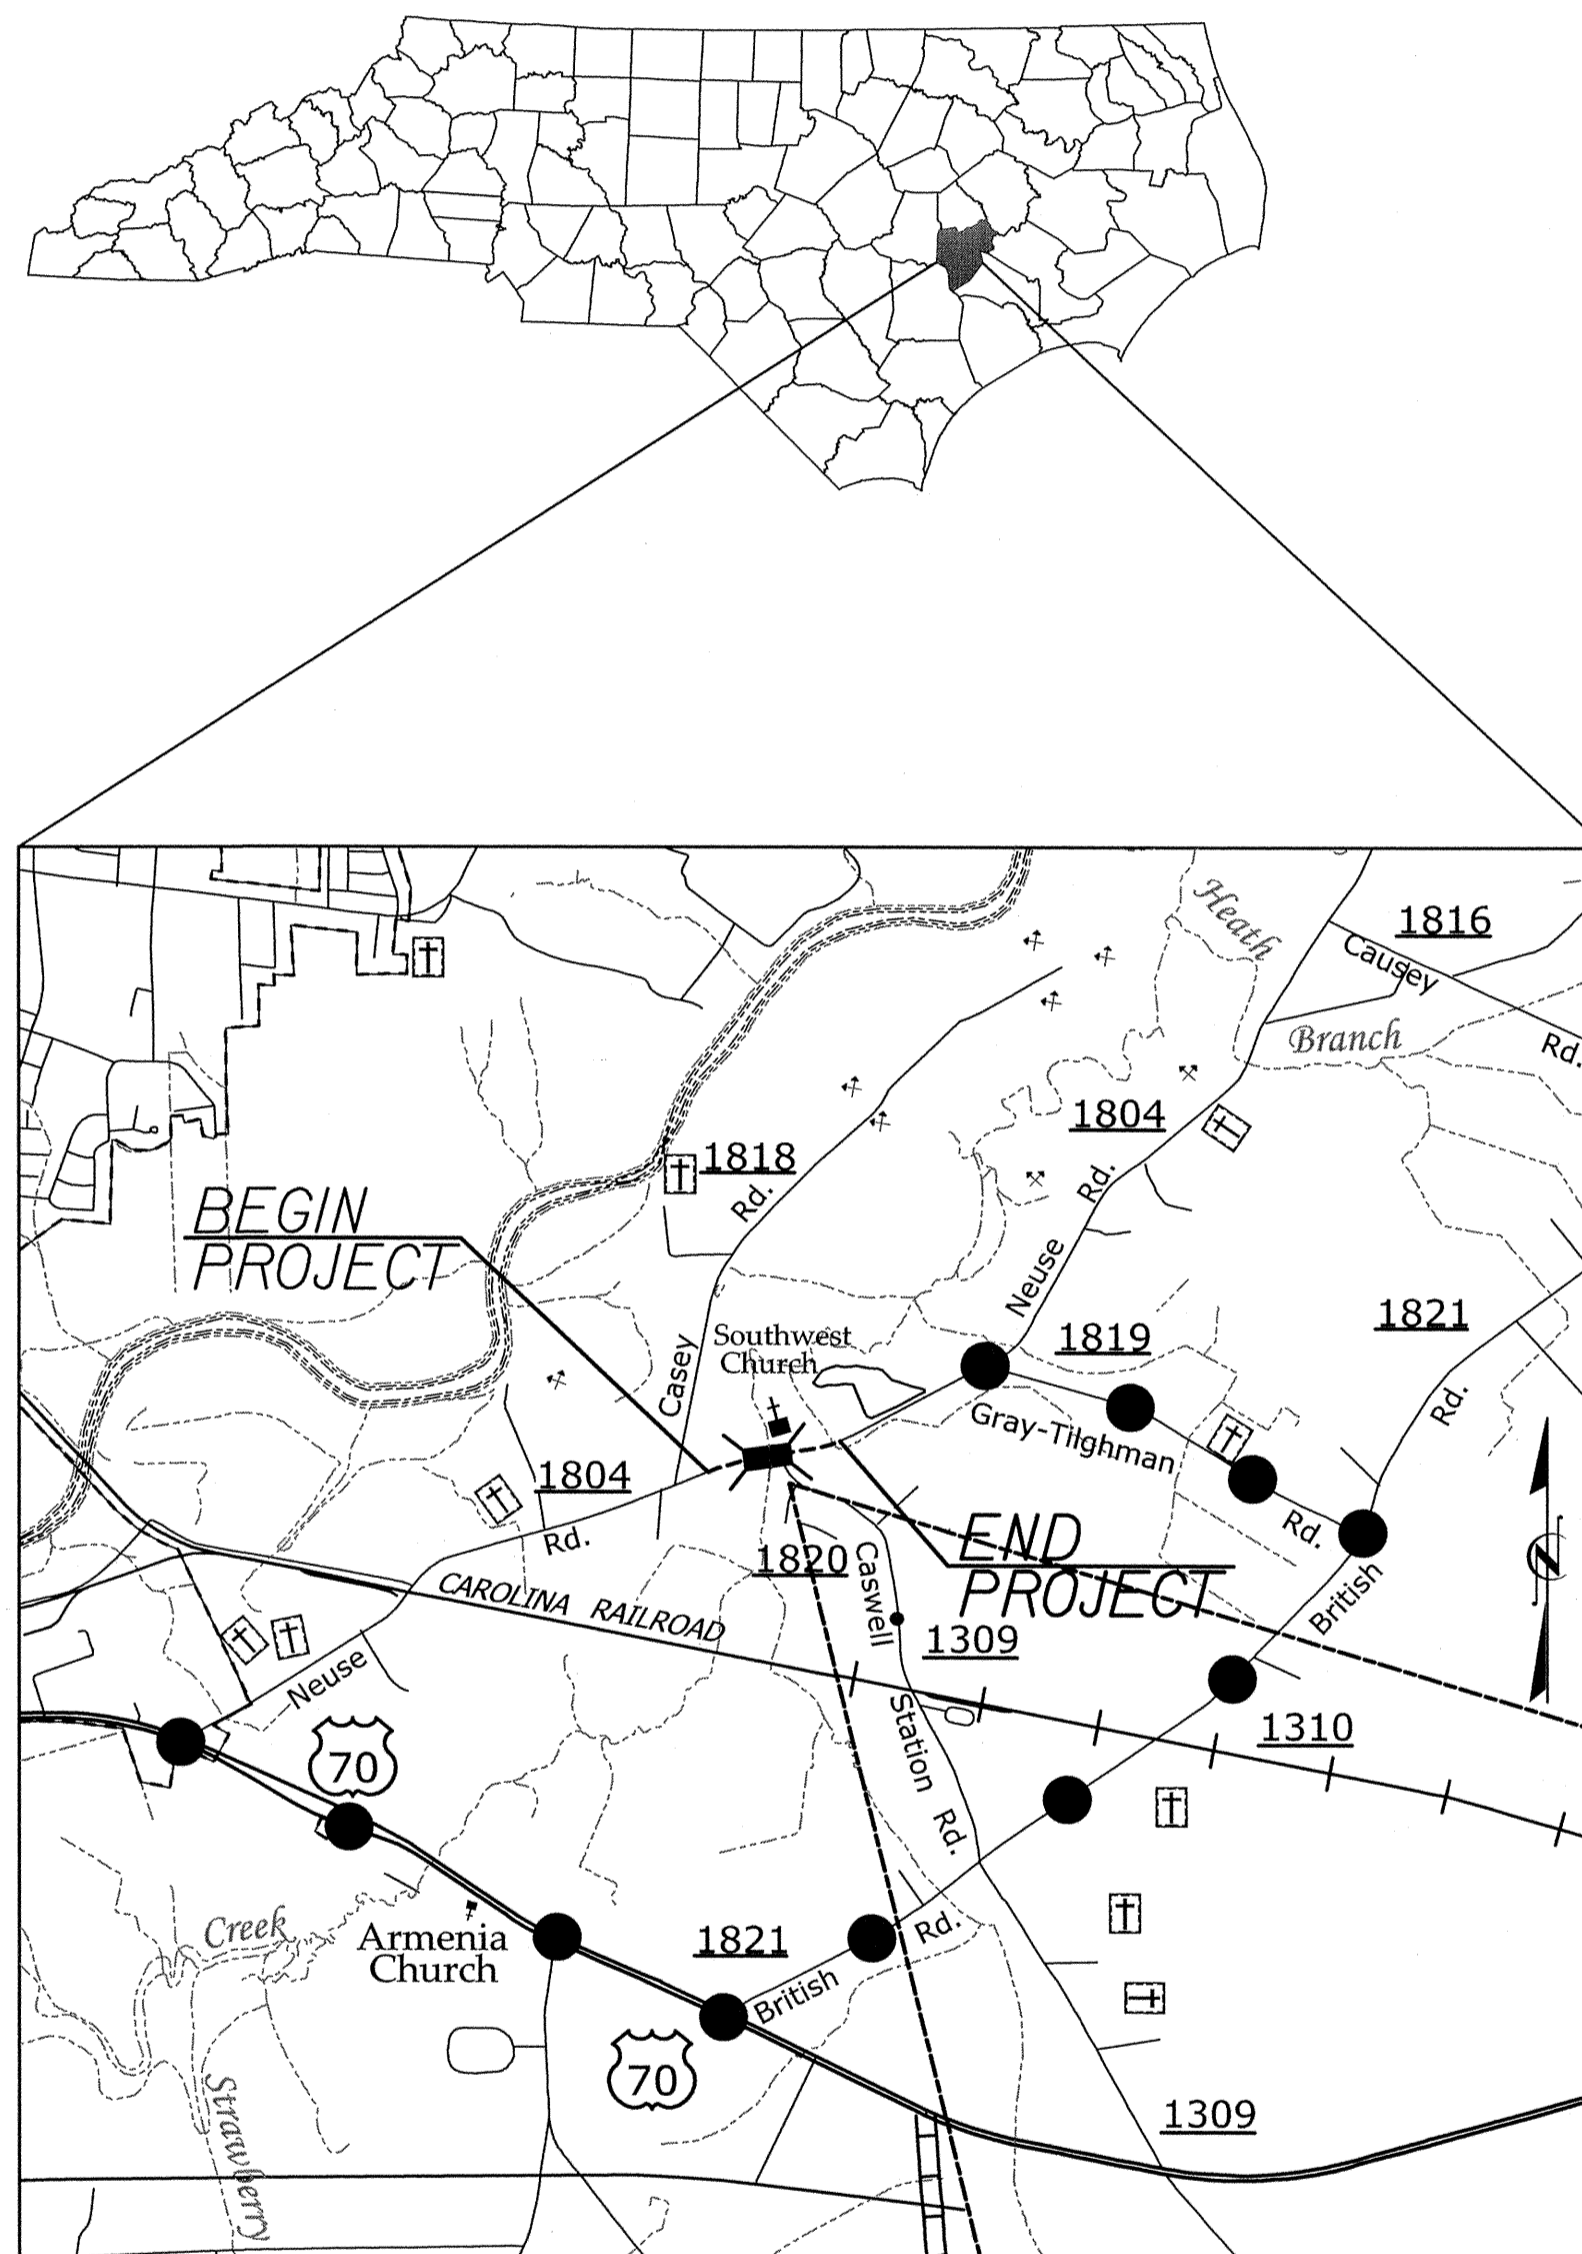 Heath
1816
Causey
Rd.
Branch
1804
1818
Rd.
Rd.
BEGIN
PROJECT
Neuse
1821
1819
Southwest
Church
Casey
Rd.
Gray-Tilghman
1804
Rd.
END
PROJECT
Rd.
1820
Caswell
British
CAROLINA RAILROAD
1309
Neuse
Station Rd.
1310
70
Creek
Armenia
Church
1821
Rd.
British
70
Strawberry
1309
N